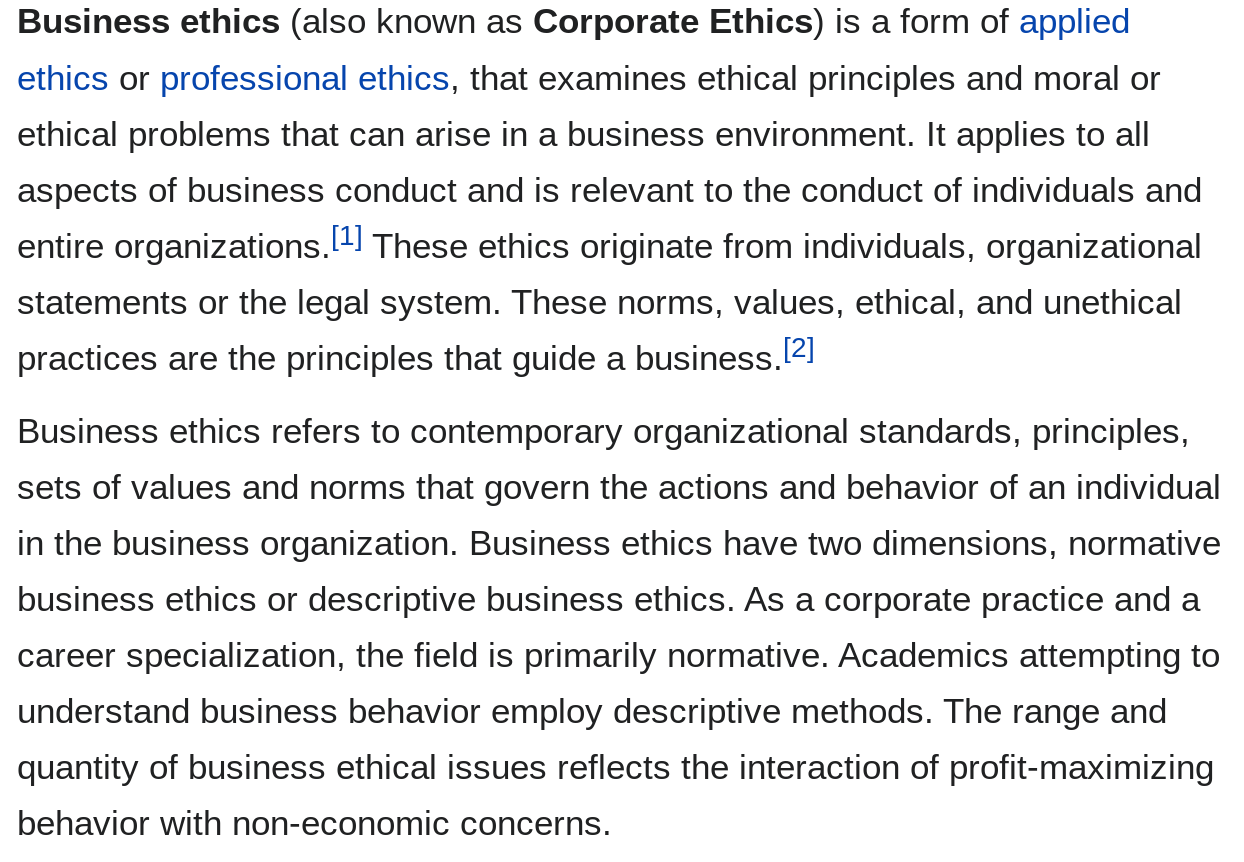 Business ethics (also known as Corporate Ethics) is a form of applied
ethics or professional ethics, that examines ethical principles and moral or
ethical problems that can arise in a business environment. It applies to all
aspects of business conduct and is relevant to the conduct of individuals and
entire organizations.[1] These ethics originate from individuals, organizational
statements or the legal system. These norms, values, ethical, and unethical
practices are the principles that guide a business.[2]
Business ethics refers to contemporary organizational standards, principles,
sets of values and norms that govern the actions and behavior of an individual
in the business organization. Business ethics have two dimensions, normative
business ethics or descriptive business ethics. As a corporate practice and a
career specialization, the field is primarily normative. Academics attempting to
understand business behavior employ descriptive methods. The range and
quantity of business ethical issues reflects the interaction of profit-maximizing
behavior with non-economic concerns.